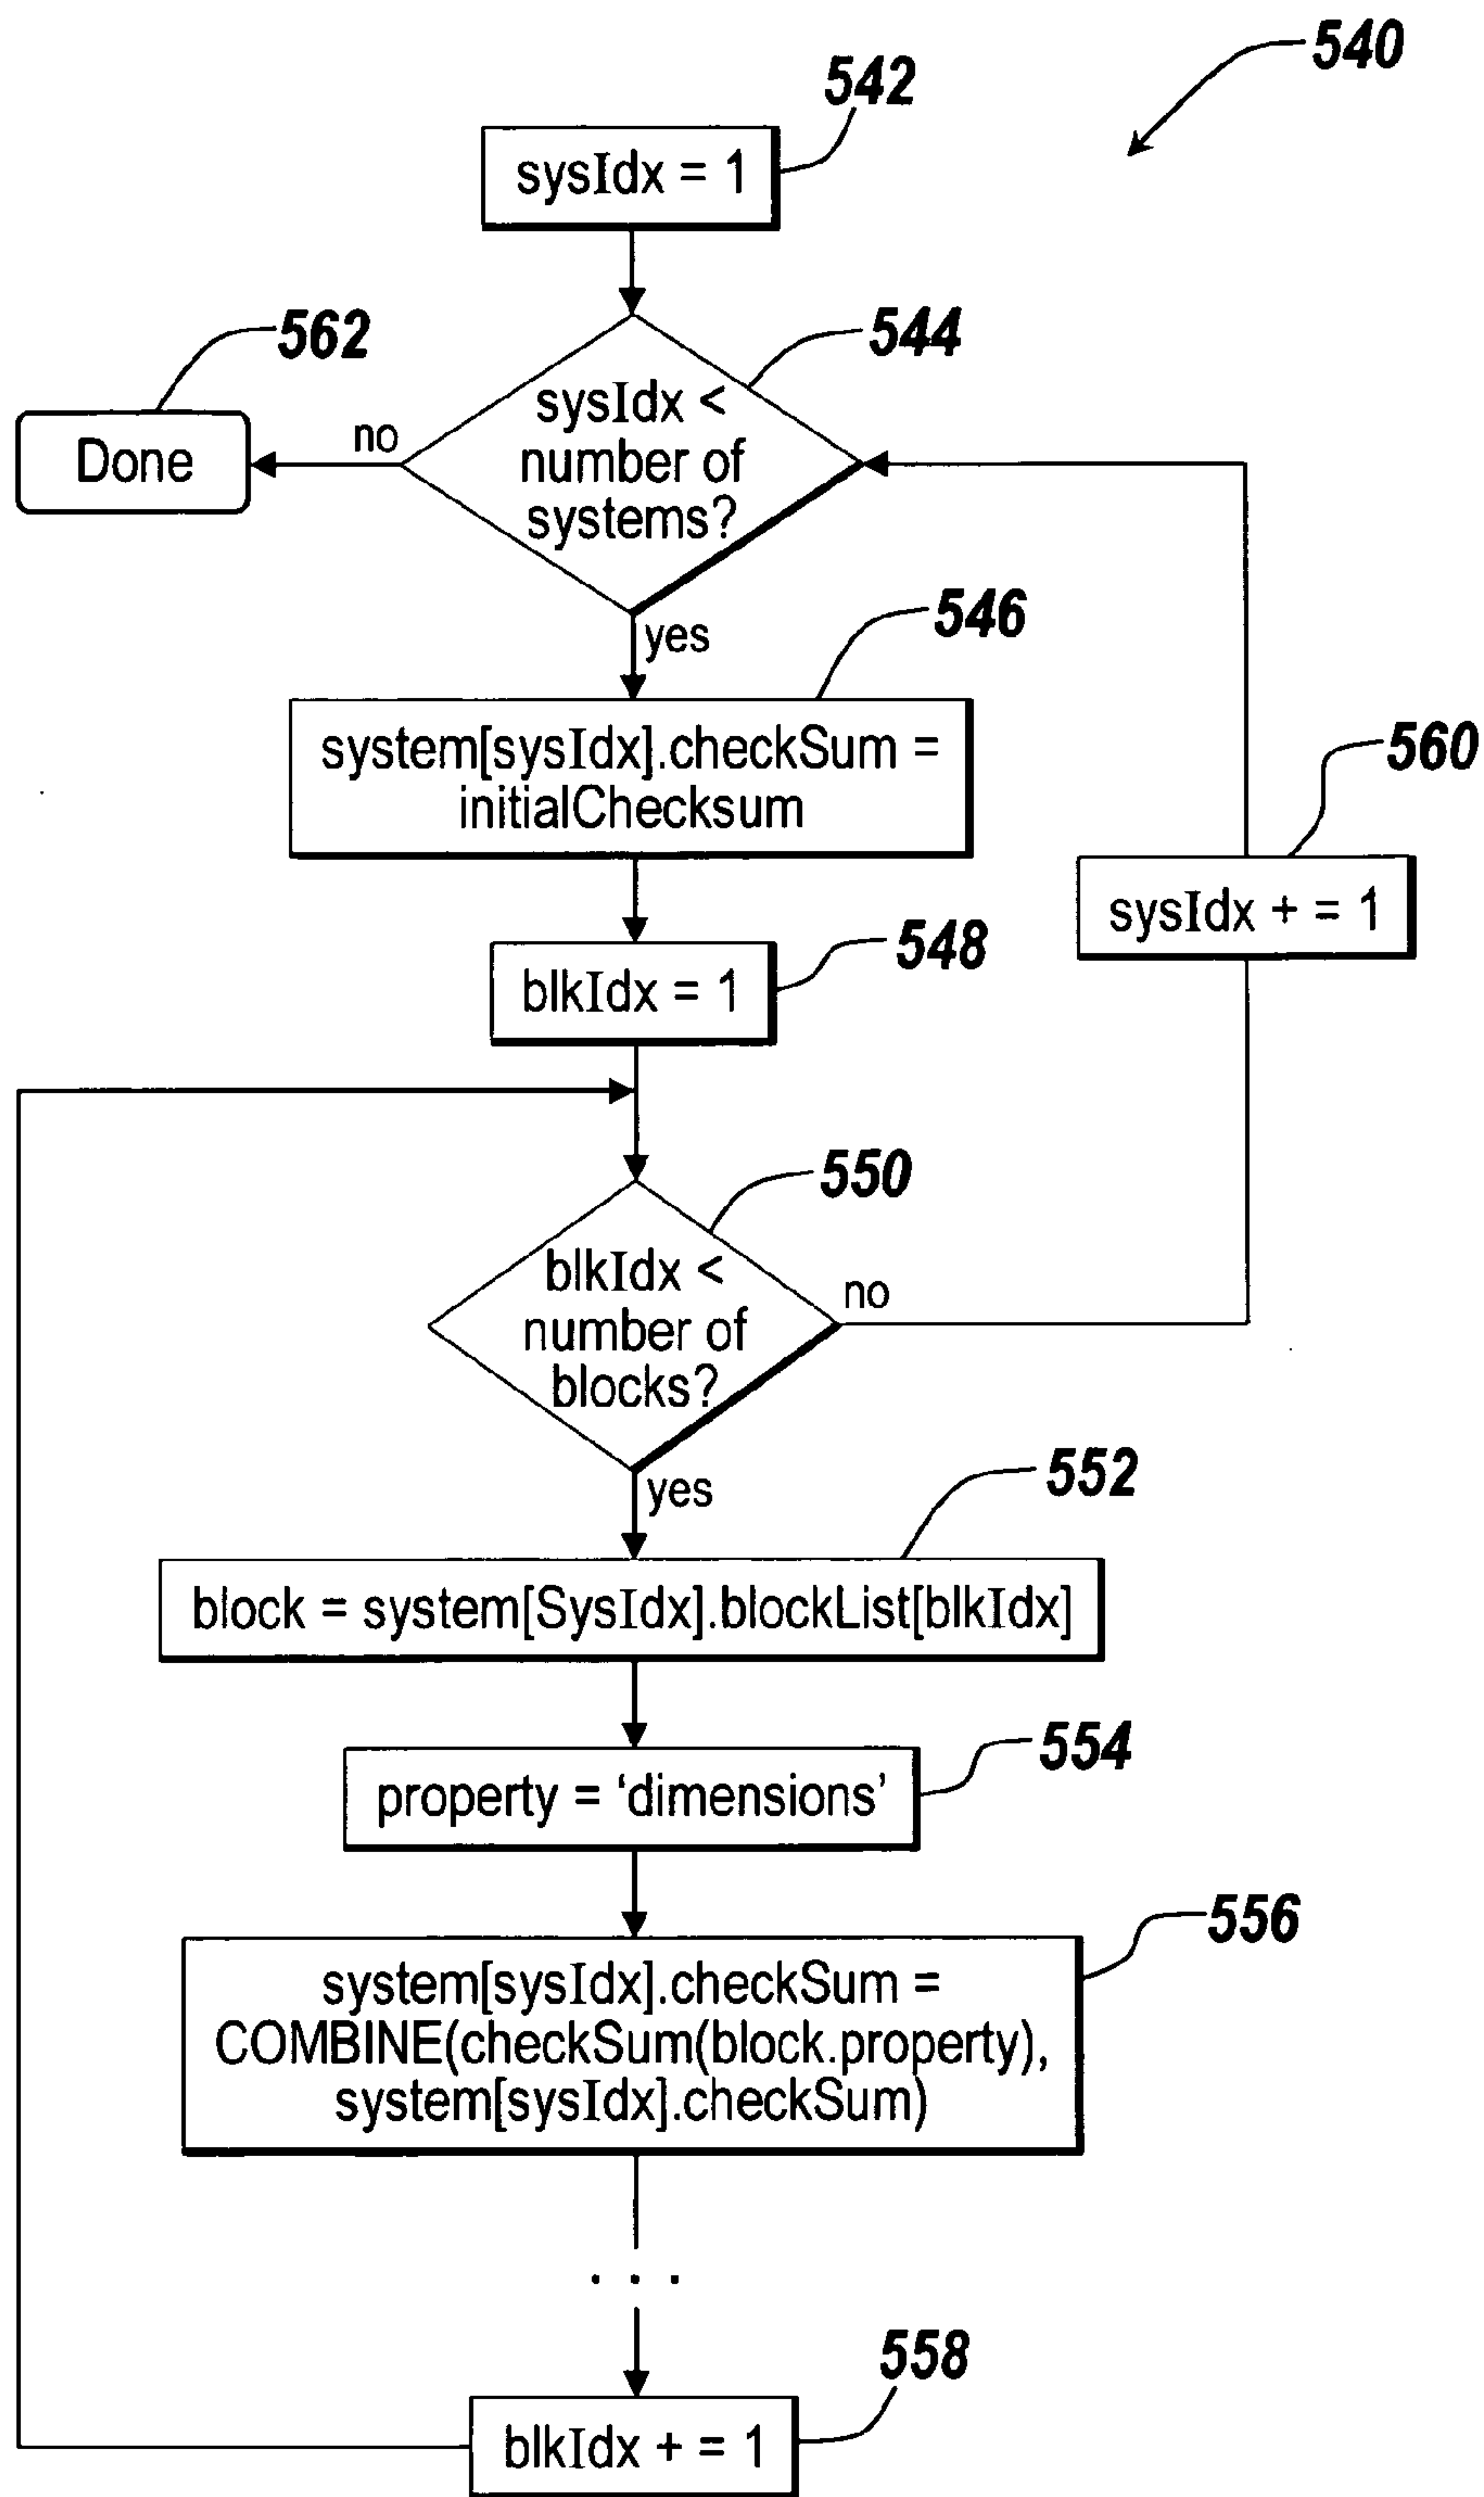 540
542
sysIdx = 1
562
544
sysIdx <
number of
systems?
no
Done
yes
546
system[sysIdx].checkSum =
initialChecksum
560
sysIdx + = 1
548
blkIdx = 1
550
blkIdx <
number of
blocks?
no
yes
552
block = system[SysIdx].blockList[blkIdx]
554
property = ‘dimensions’
556
system[sysIdx].checkSum =
COMBINE(checkSum(block.property),
system[sysIdx].checkSum)
. . .
558
blkIdx + = 1